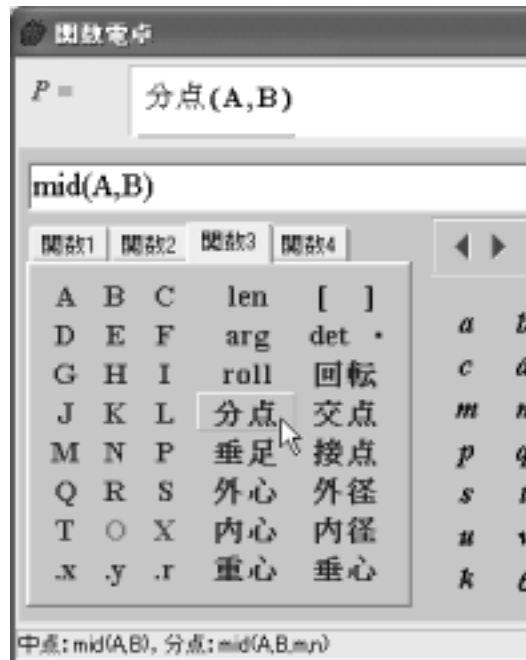 関数電卓
P =
分点(A,B)
mid(A,B)
関数1 関数2 関数3 関数4
A B C len [ ]
D E F arg det ・
G H I roll 回転
J K L 分点 交点
M N P 垂足 接点
Q R S 外心 外径
T O X 内心 内径
.x .y .r 重心 垂心
a
c
m
p
s
u
k
中点: mid(A,B), 分点: mid(A,B,m,n)